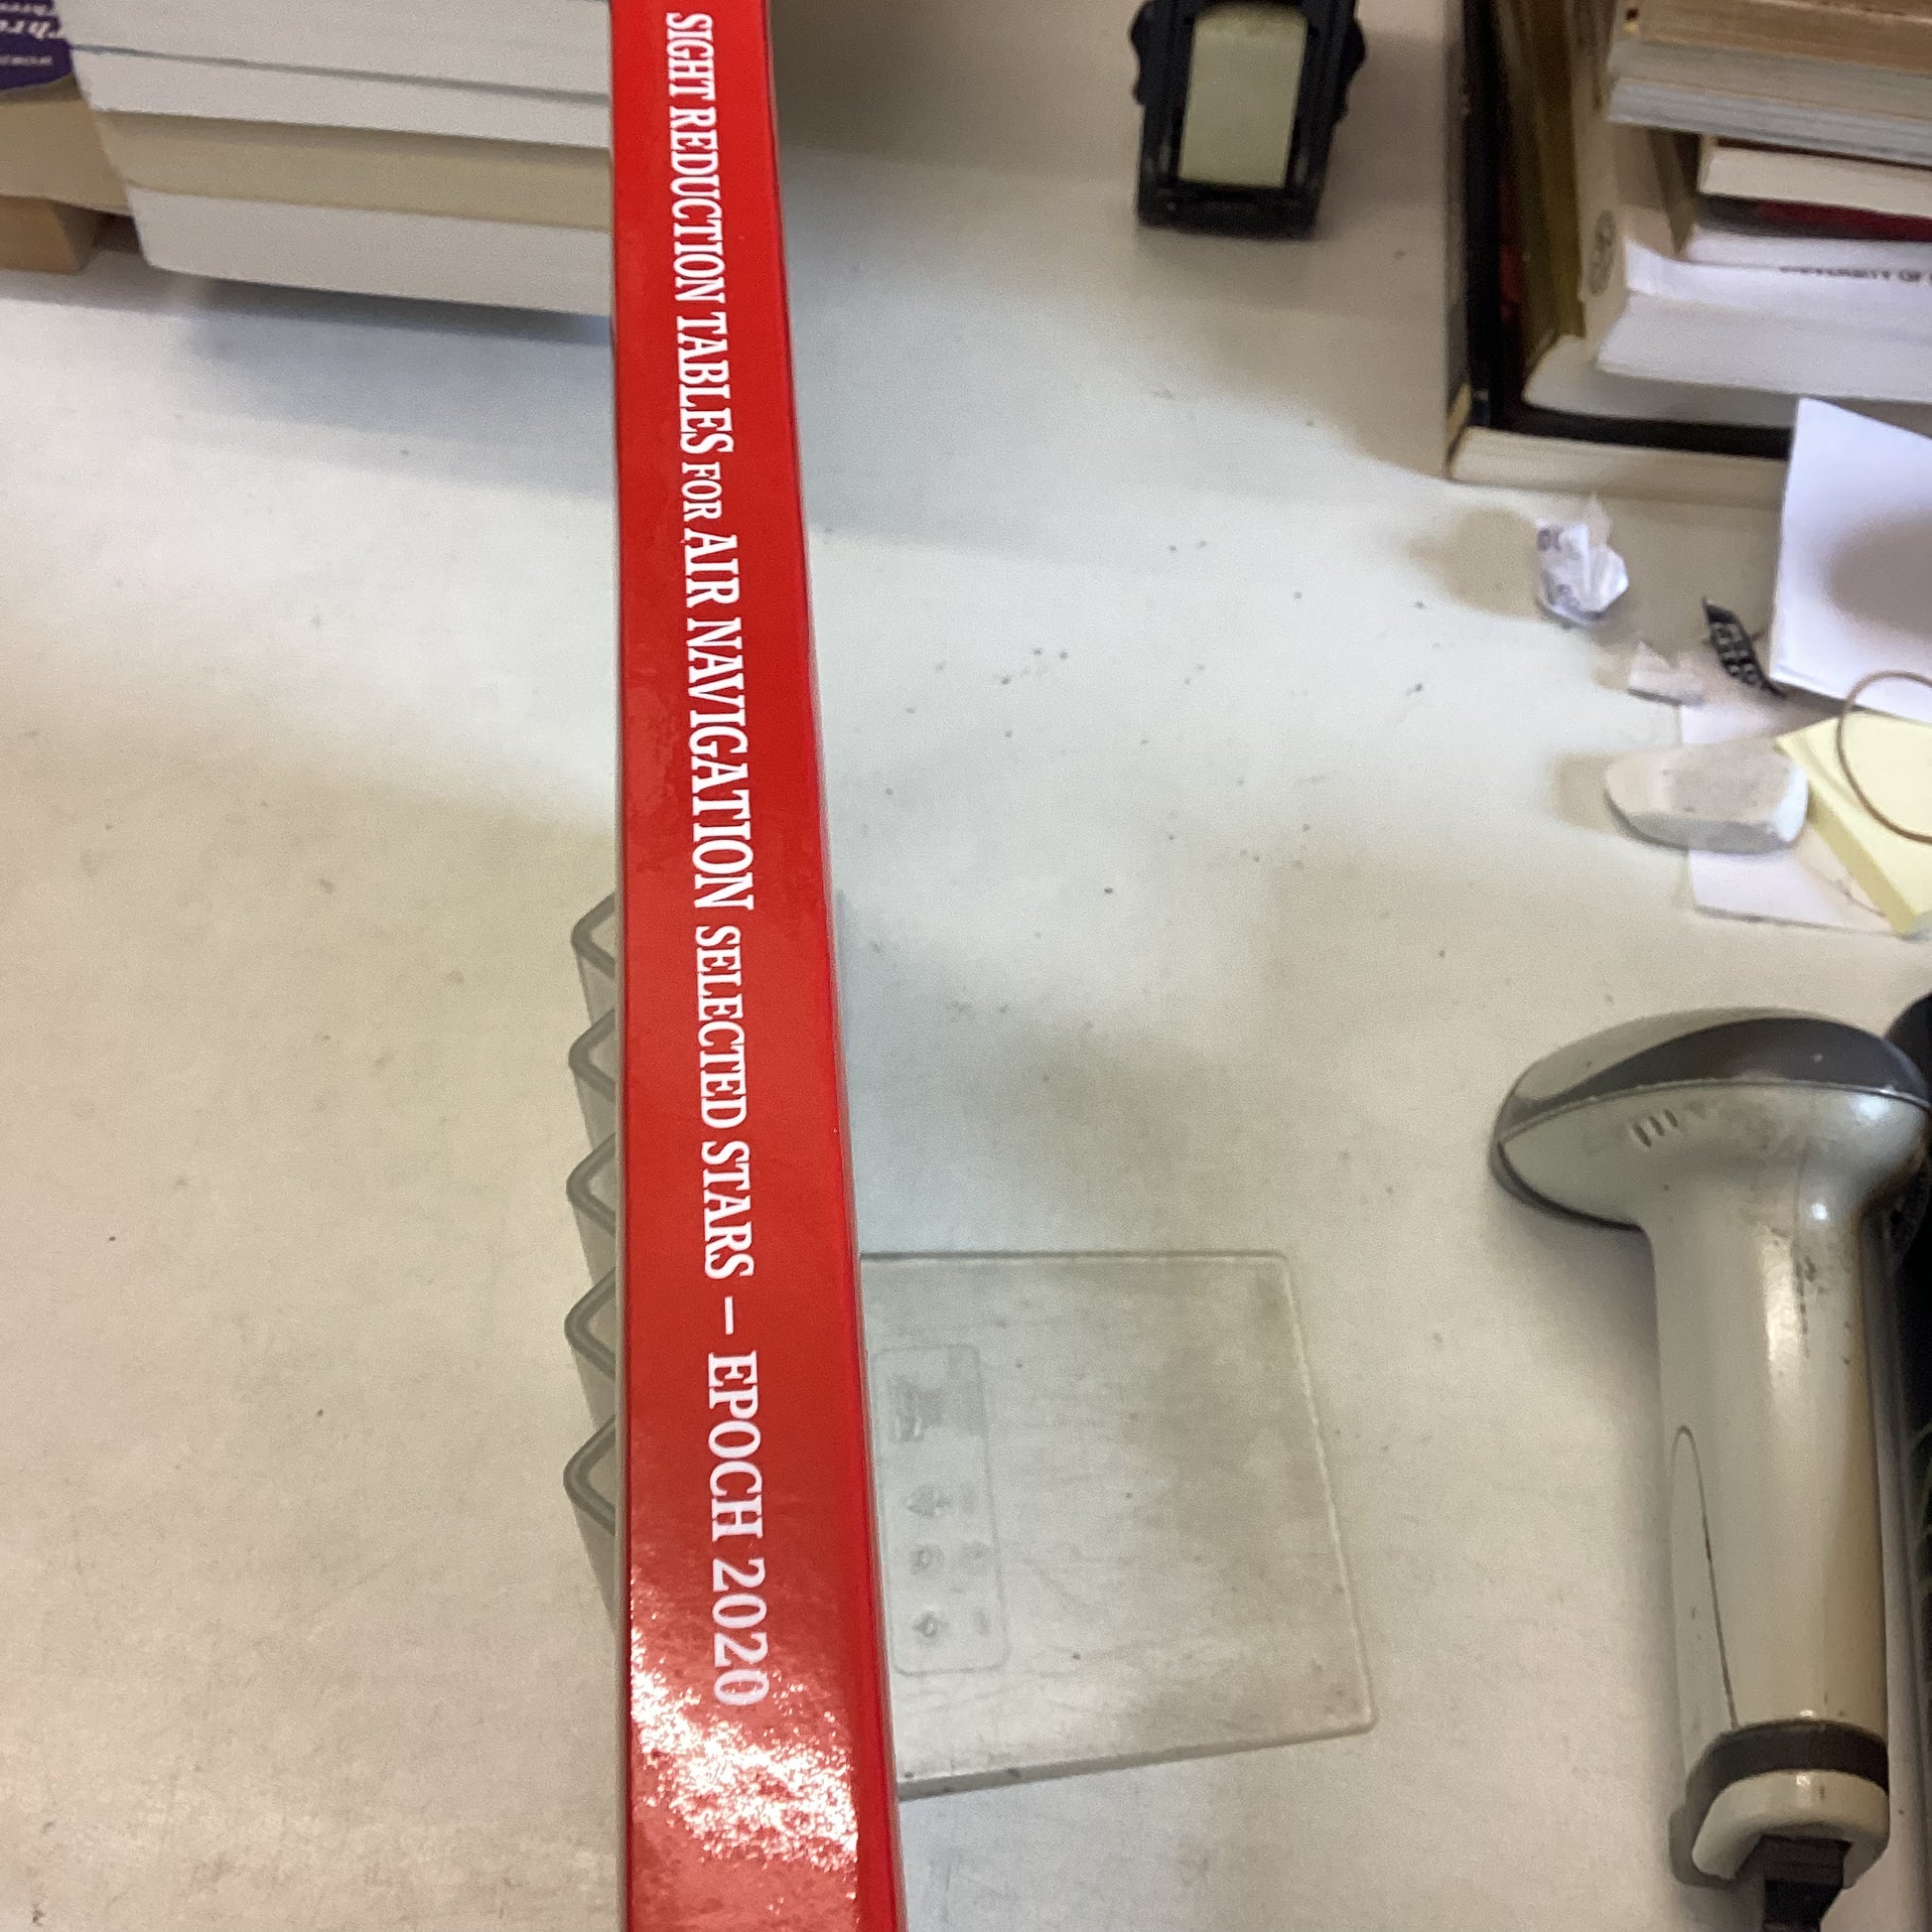 SIGHT REDUCTION TABLES FOR AIR NAVIGATION SELECTED STARS – EPOCH 2020